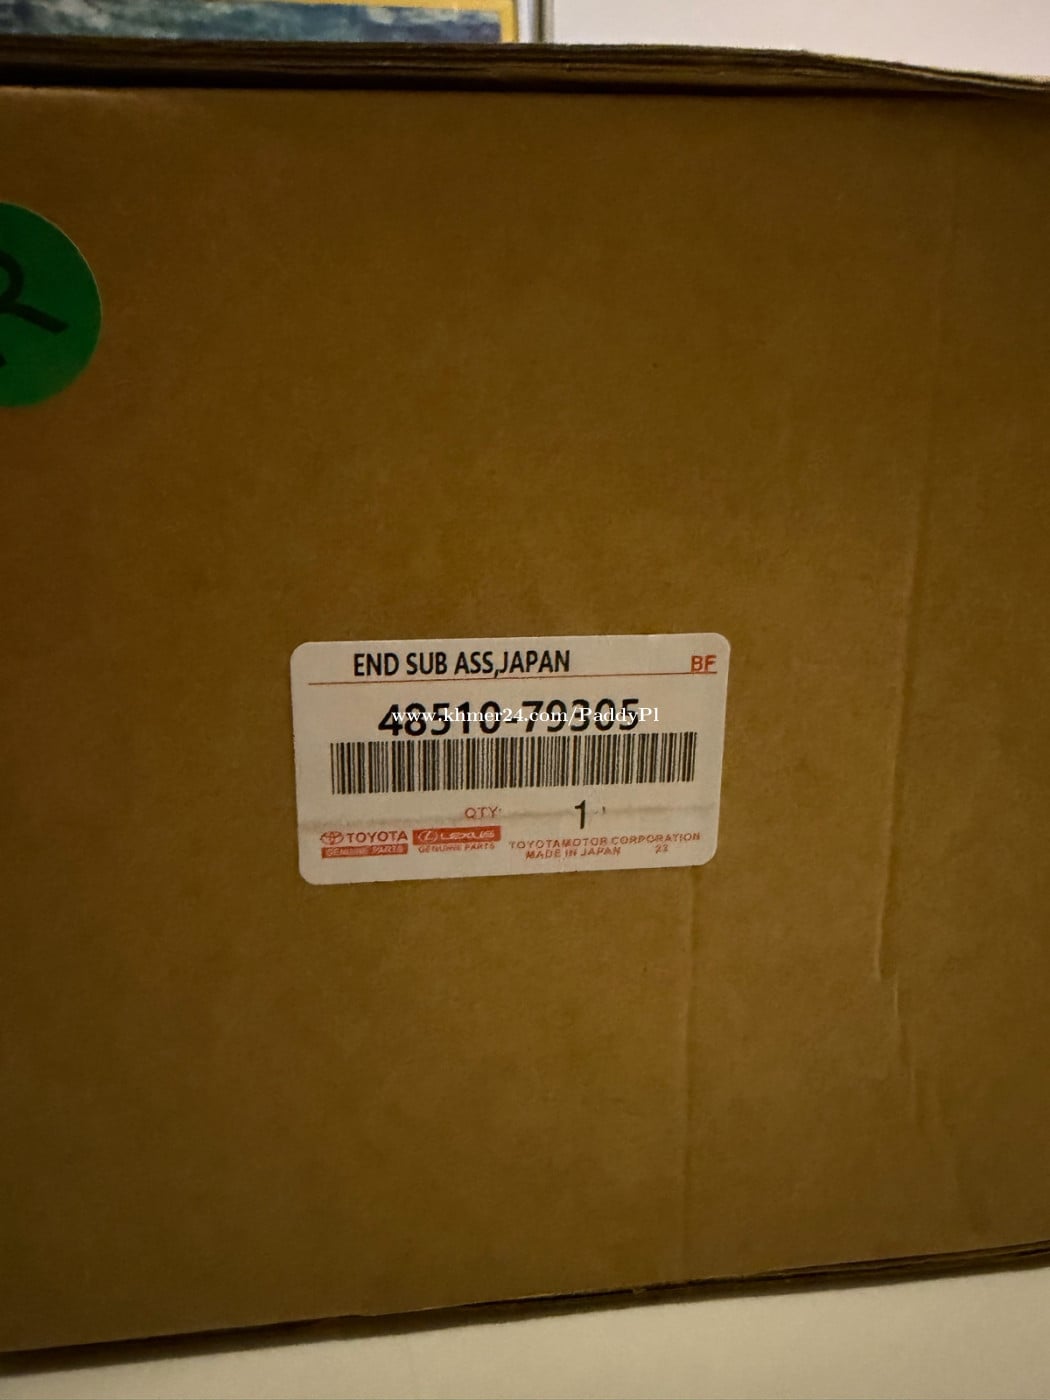 R
END SUB ASS,JAPAN
BF
48510-79305
www.khmer24.com/PaddyPl
QTY:
1
TOYOTA
GENUINE PARTS
LEXUS
GENUINE PARTS
TOYOTAMOTOR CORPORATION
MADE IN JAPAN 22